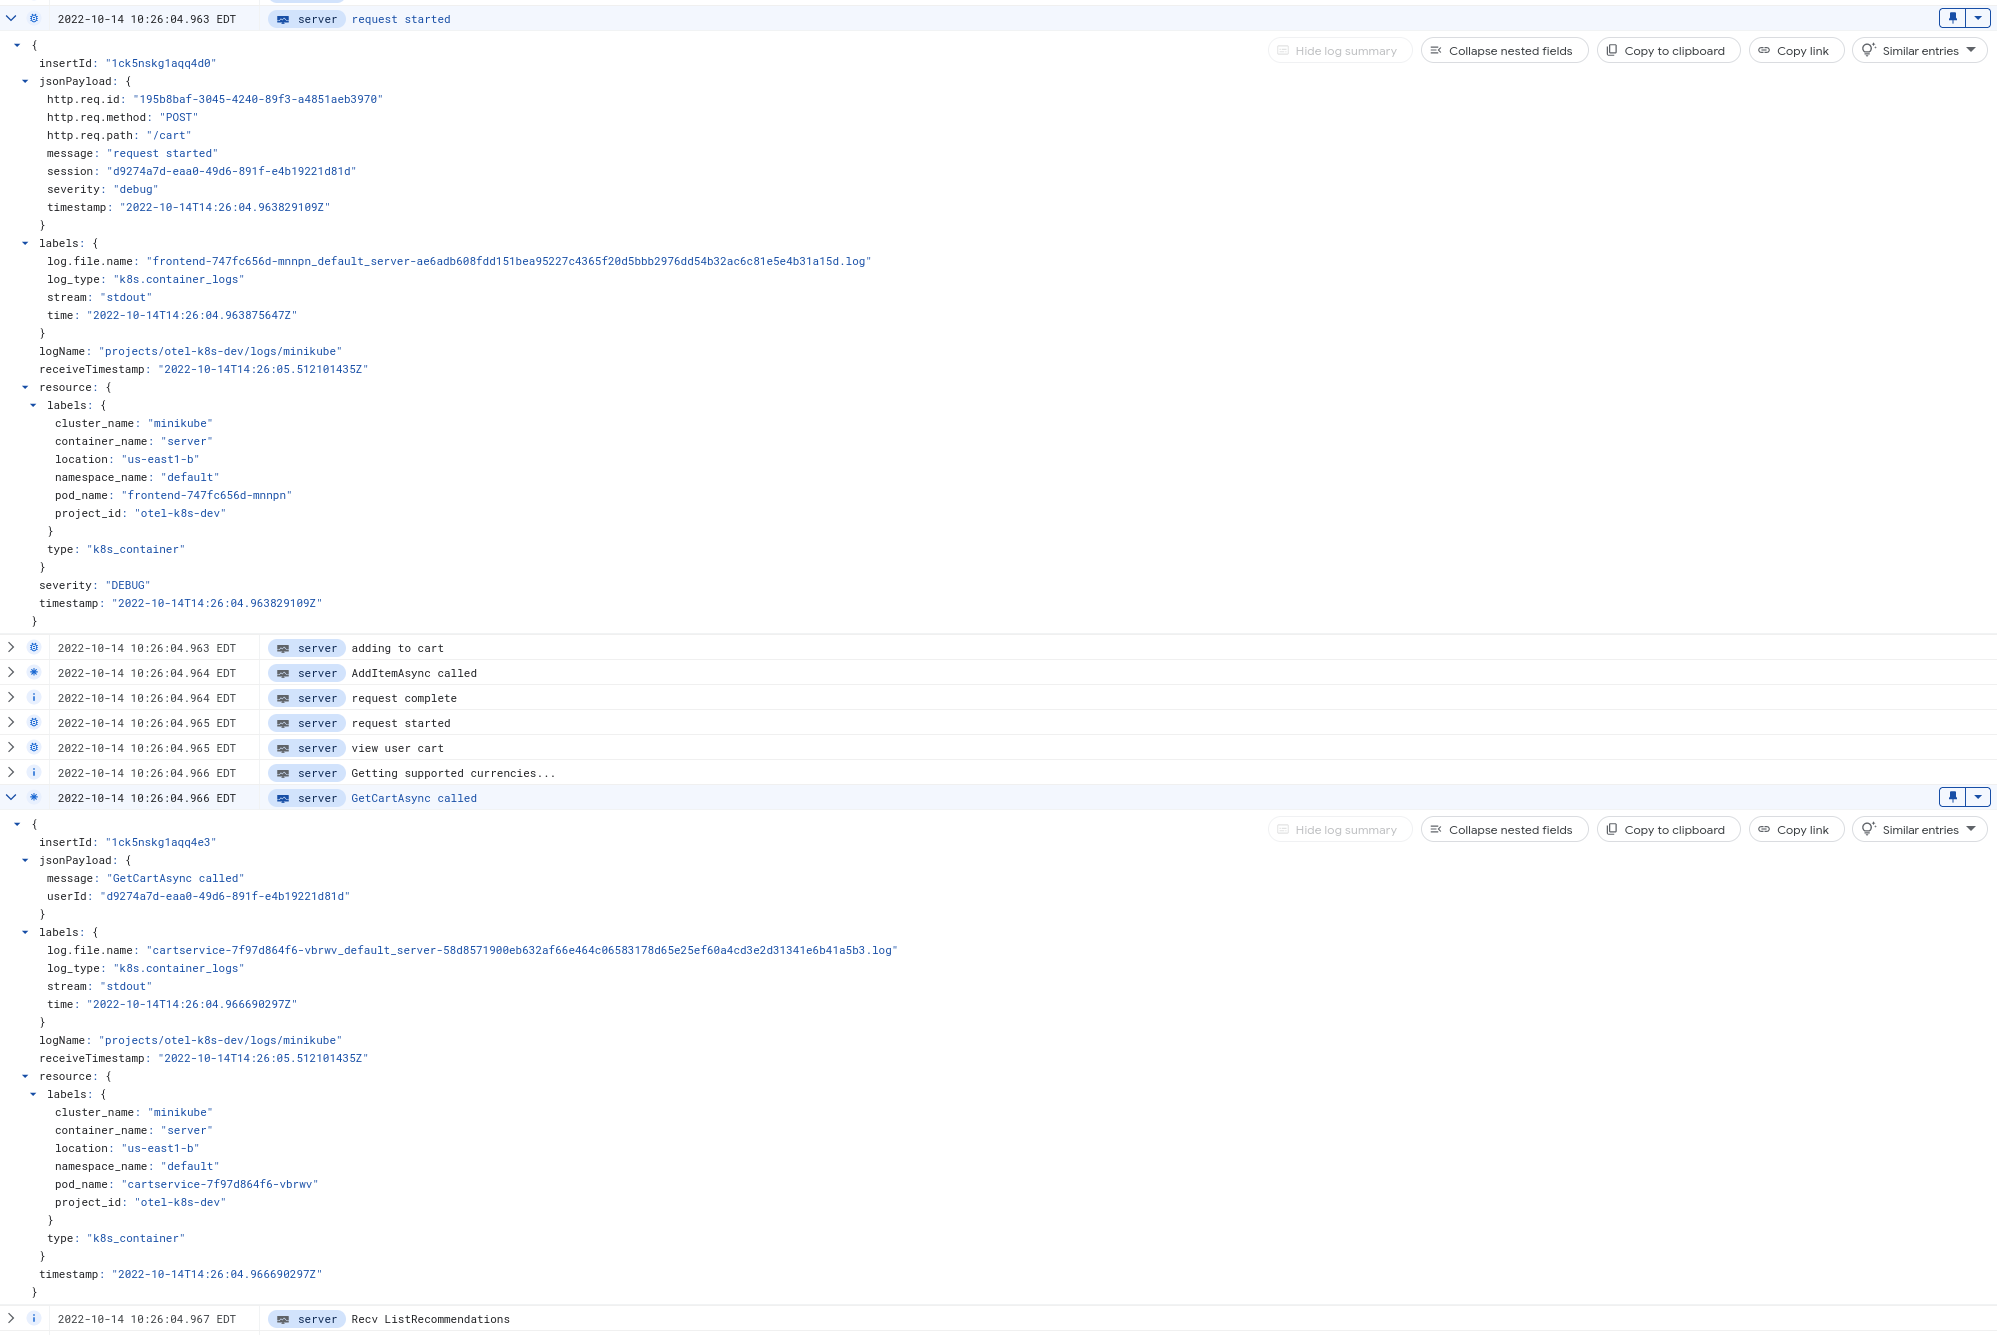 2022-10-14 10:26:04.963 EDT server request started
{
Hide log summary Collapse nested fields Copy to clipboard Copy link Similar entries
insertId: "1ck5nskg1aqq4d0"
jsonPayload: {
http.req.id: "195b8baf-3045-4240-89f3-a4851aeb3970"
http.req.method: "POST"
http.req.path: "/cart"
message: "request started"
session: "d9274a7d-eaa0-49d6-891f-e4b19221d81d"
severity: "debug"
timestamp: "2022-10-14T14:26:04.963829109Z"
}
labels: {
log.file.name: "frontend-747fc656d-mnnpn_default_server-ae6adb608fdd151bea95227c4365f20d5bbb2976dd54b32ac6c81e5e4b31a15d.log"
log_type: "k8s.container_logs"
stream: "stdout"
time: "2022-10-14T14:26:04.963875647Z"
}
logName: "projects/otel-k8s-dev/logs/minikube"
receiveTimestamp: "2022-10-14T14:26:05.512101435Z"
resource: {
labels: {
cluster_name: "minikube"
container_name: "server"
location: "us-east1-b"
namespace_name: "default"
pod_name: "frontend-747fc656d-mnnpn"
project_id: "otel-k8s-dev"
}
type: "k8s_container"
}
severity: "DEBUG"
timestamp: "2022-10-14T14:26:04.963829109Z"
}
2022-10-14 10:26:04.963 EDT server adding to cart
2022-10-14 10:26:04.964 EDT server AddItemAsync called
2022-10-14 10:26:04.964 EDT server request complete
2022-10-14 10:26:04.965 EDT server request started
2022-10-14 10:26:04.965 EDT server view user cart
2022-10-14 10:26:04.966 EDT server Getting supported currencies...
2022-10-14 10:26:04.966 EDT server GetCartAsync called
{
Hide log summary Collapse nested fields Copy to clipboard Copy link Similar entries
insertId: "1ck5nskg1aqq4e3"
jsonPayload: {
message: "GetCartAsync called"
userId: "d9274a7d-eaa0-49d6-891f-e4b19221d81d"
}
labels: {
log.file.name: "cartservice-7f97d864f6-vbrwv_default_server-58d8571900eb632af66e464c06583178d65e25ef60a4cd3e2d31341e6b41a5b3.log"
log_type: "k8s.container_logs"
stream: "stdout"
time: "2022-10-14T14:26:04.966690297Z"
}
logName: "projects/otel-k8s-dev/logs/minikube"
receiveTimestamp: "2022-10-14T14:26:05.512101435Z"
resource: {
labels: {
cluster_name: "minikube"
container_name: "server"
location: "us-east1-b"
namespace_name: "default"
pod_name: "cartservice-7f97d864f6-vbrwv"
project_id: "otel-k8s-dev"
}
type: "k8s_container"
}
timestamp: "2022-10-14T14:26:04.966690297Z"
}
2022-10-14 10:26:04.967 EDT server Recv ListRecommendations